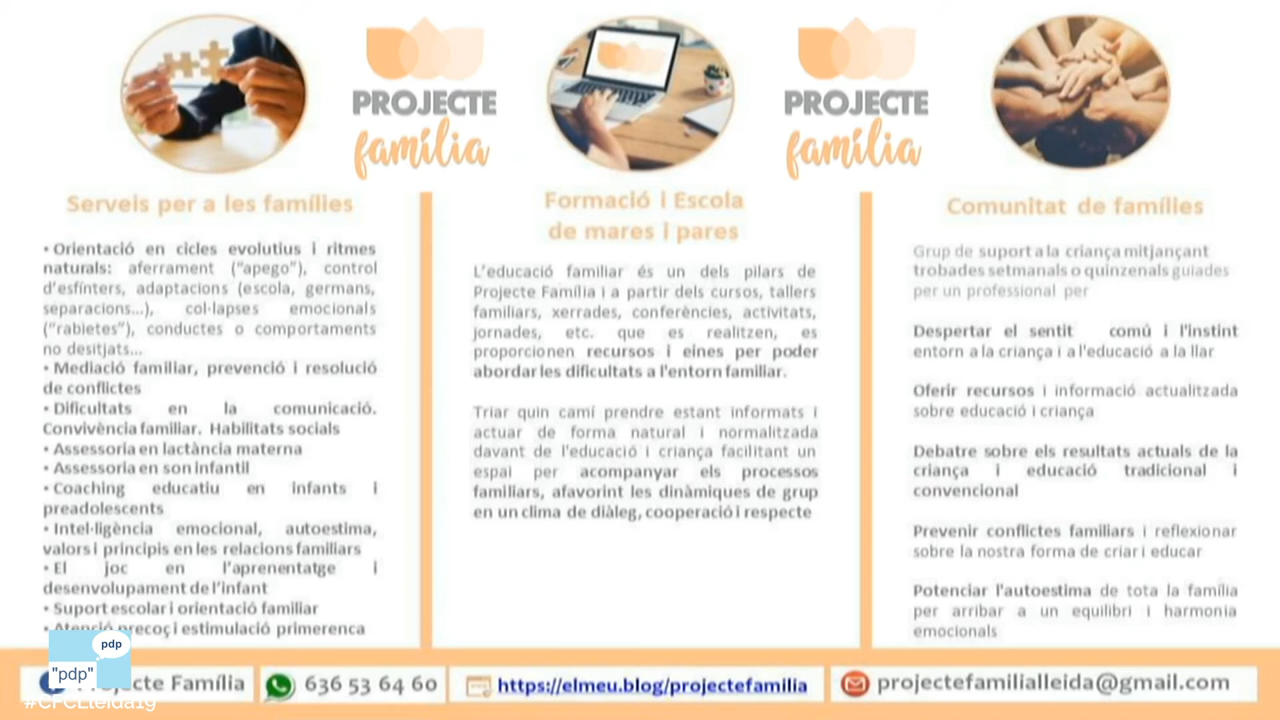 PROJECTE
família
PROJECTE
família
Serveis per a les famílies
• Orientació en cicles evolutius i ritmes
naturals: aferrament ("apego"), control
d'esfínters, adaptacions (escola, germans,
separacions...), col·lapses emocionals
("rabietes"), conductes o comportaments
no desitjats...
• Mediació familiar, prevenció i resolució
de conflictes
• Dificultats en la comunicació.
Convivència familiar. Habilitats socials
• Assessoria en lactància materna
• Assessoria en son infantil
• Coaching educatiu en infants i
preadolescents
• Intel·ligència emocional, autoestima,
valors i principis en les relacions familiars
• El joc en l'aprenentatge i
desenvolupament de l'infant
• Suport escolar i orientació familiar
• Atenció precoç i estimulació primerenca
Formació i Escola
de mares i pares
L'educació familiar és un dels pilars de
Projecte Família i a partir dels cursos, tallers
familiars, xerrades, conferències, activitats,
jornades, etc. que es realitzen, es
proporcionen recursos i eines per poder
abordar les dificultats a l'entorn familiar.
Triar quin camí prendre estant informats i
actuar de forma natural i normalitzada
davant de l'educació i criança facilitant un
espai per acompanyar els processos
familiars, afavorint les dinàmiques de grup
en un clima de diàleg, cooperació i respecte
Comunitat de famílies
Grup de suport a la criança mitjançant
trobades setmanals o quinzenals guiades
per un professional per
Despertar el sentit comú i l'instint
entorn a la criança i a l'educació a la llar
Oferir recursos i informació actualitzada
sobre educació i criança
Debatre sobre els resultats actuals de la
criança i educació tradicional i
convencional
Prevenir conflictes familiars i reflexionar
sobre la nostra forma de criar i educar
Potenciar l'autoestima de tota la família
per arribar a un equilibri i harmonia
emocionals
pdp
"pdp"
Projecte Família
636 53 64 60
https://elmeu.blog/projectefamilia
projectefamilialleida@gmail.com
#CFCLleida19